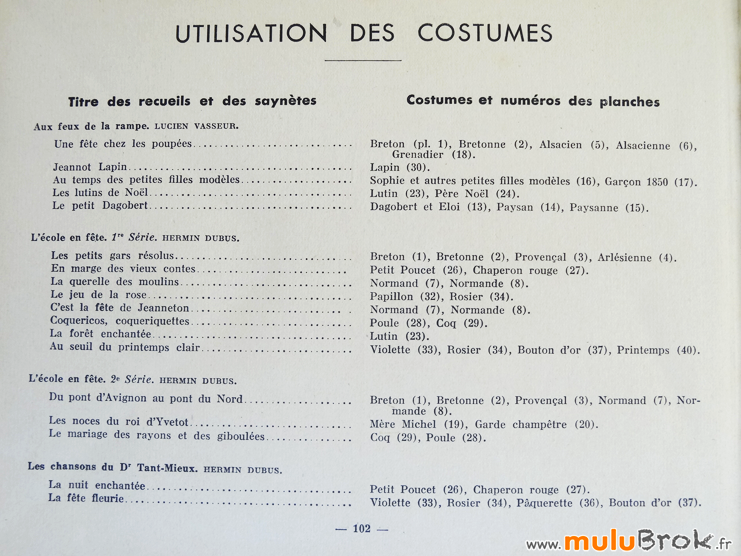 UTILISATION DES COSTUMES
Titre des recueils et des saynètes
Costumes et numéros des planches
Aux feux de la rampe. LUCIEN VASSEUR.
Une fête chez les poupées.............................. Breton (pl. 1), Bretonne (2), Alsacien (5), Alsacienne (6),
Grenadier (18).
Jeannot Lapin.............................. Lapin (30).
Au temps des petites filles modèles.................... Sophie et autres petites filles modèles (16), Garçon 1850 (17).
Les lutins de Noël.............................. Lutin (23), Père Noël (24).
Le petit Dagobert.............................. Dagobert et Eloi (13), Paysan (14), Paysanne (15).
L'école en fête. 1re Série. HERMIN DUBUS.
Les petits gars résolus.............................. Breton (1), Bretonne (2), Provençal (3), Arlésienne (4).
En marge des vieux contes.............................. Petit Poucet (26), Chaperon rouge (27).
La querelle des moulins.............................. Normand (7), Normande (8).
Le jeu de la rose.............................. Papillon (32), Rosier (34).
C'est la fête de Jeanneton.............................. Normand (7), Normande (8).
Coquericos, coqueriquettes.............................. Poule (28), Coq (29).
La forêt enchantée.............................. Lutin (23).
Au seuil du printemps clair.............................. Violette (33), Rosier (34), Bouton d'or (37), Printemps (40).
L'école en fête. 2e Série. HERMIN DUBUS.
Du pont d'Avignon au pont du Nord.................... Breton (1), Bretonne (2), Provençal (3), Normand (7), Nor-
mande (8).
Les noces du roi d'Yvetot.............................. Mère Michel (19), Garde champêtre (20).
Le mariage des rayons et des giboulées.............. Coq (29), Poule (28).
Les chansons du Dr Tant-Mieux. HERMIN DUBUS.
La nuit enchantée.............................. Petit Poucet (26), Chaperon rouge (27).
La fête fleurie.............................. Violette (33), Rosier (34), Pâquerette (36), Bouton d'or (37).
— 102 —
www.muluBrok.fr